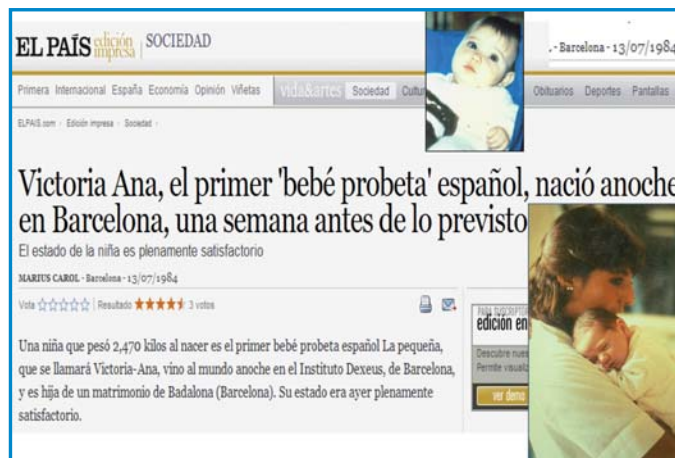 EL PAÍS edición impresa | SOCIEDAD
- Barcelona - 13/07/1984
Primera Internacional España Economía Opinión Viñetas vida&artes Sociedad Obituarios Deportes Pantallas
ELPAIS.com › Edición impresa › Sociedad ›
Victoria Ana, el primer 'bebé probeta' español, nació anoche
en Barcelona, una semana antes de lo previsto
El estado de la niña es plenamente satisfactorio
MARIUS CAROL - Barcelona - 13/07/1984
Vota | Resultado 3 votos
edición en
Descubre
Permite
ver demo
Una niña que pesó 2,470 kilos al nacer es el primer bebé probeta español La pequeña,
que se llamará Victoria-Ana, vino al mundo anoche en el Instituto Dexeus, de Barcelona,
y es hija de un matrimonio de Badalona (Barcelona). Su estado era ayer plenamente
satisfactorio.